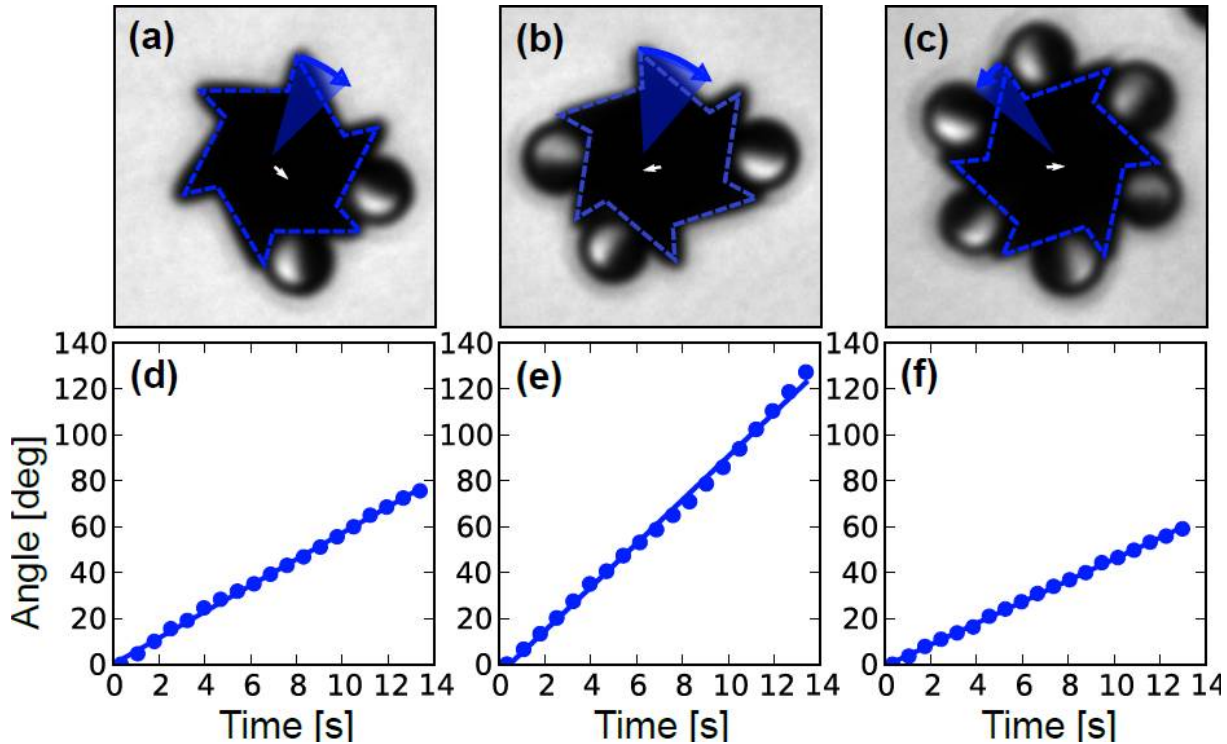 (a) (b) (c)
140 140 140
120 (d) 120 (e) 120 (f)
100 100 100
80 80 80
60 60 60
40 40 40
20 20 20
0 0 0
0 2 4 6 8 10 12 14 0 2 4 6 8 10 12 14 0 2 4 6 8 10 12 14
Angle [deg]
Time [s] Time [s] Time [s]